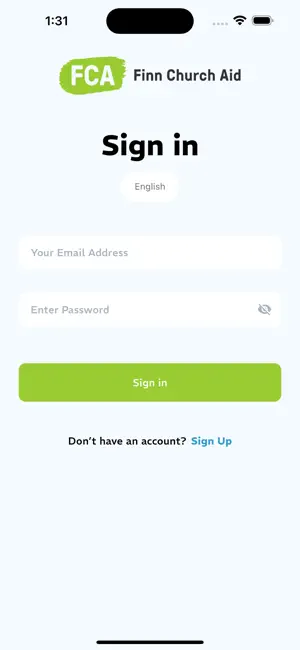 1:31
FCA Finn Church Aid
Sign in
English
Your Email Address
Enter Password
Sign in
Don't have an account? Sign Up